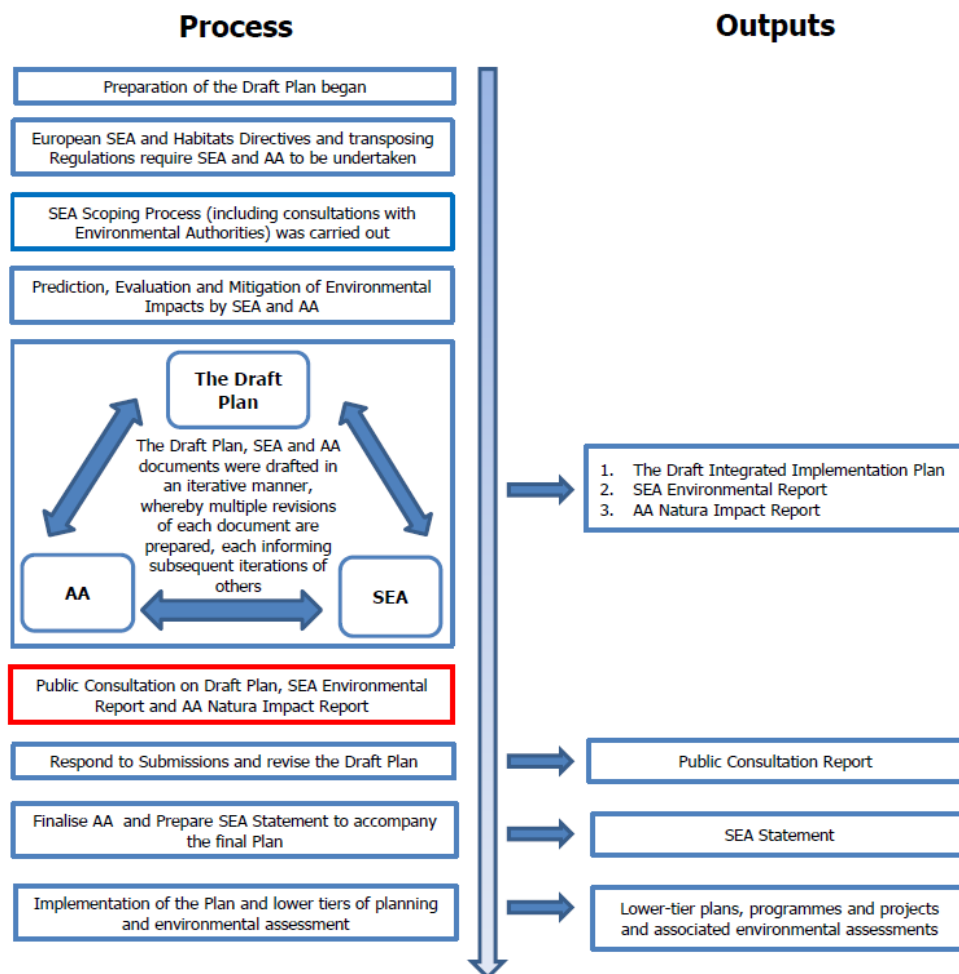 Process
Outputs
Preparation of the Draft Plan began
European SEA and Habitats Directives and transposing
Regulations require SEA and AA to be undertaken
SEA Scoping Process (including consultations with
Environmental Authorities) was carried out
Prediction, Evaluation and Mitigation of Environmental
Impacts by SEA and AA
The Draft
Plan
The Draft Plan, SEA and AA
documents were drafted in
an iterative manner,
whereby multiple revisions
of each document are
prepared, each informing
subsequent iterations of
others
AA
SEA
1. The Draft Integrated Implementation Plan
2. SEA Environmental Report
3. AA Natura Impact Report
Public Consultation on Draft Plan, SEA Environmental
Report and AA Natura Impact Report
Respond to Submissions and revise the Draft Plan
Public Consultation Report
Finalise AA and Prepare SEA Statement to accompany
the final Plan
SEA Statement
Implementation of the Plan and lower tiers of planning
and environmental assessment
Lower-tier plans, programmes and projects
and associated environmental assessments